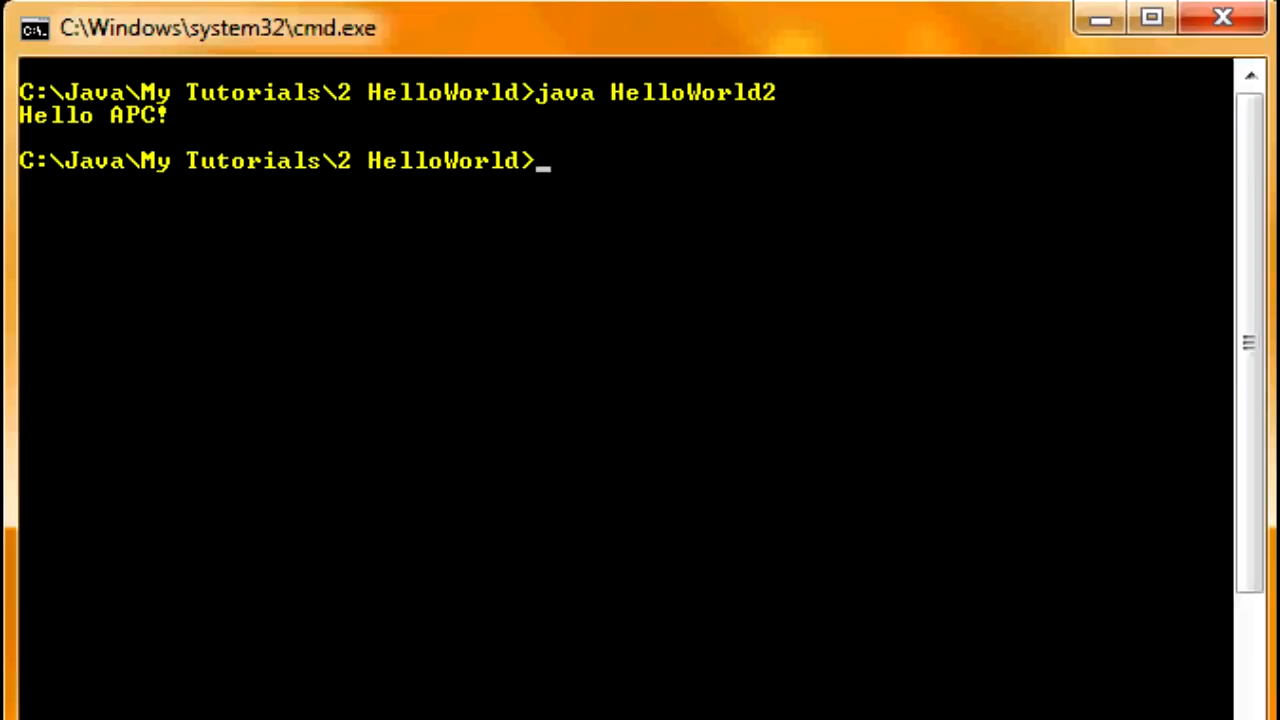 C:\Windows\system32\cmd.exe
C:\Java\My Tutorials\2 HelloWorld>java HelloWorld2
Hello APC!
C:\Java\My Tutorials\2 HelloWorld>_